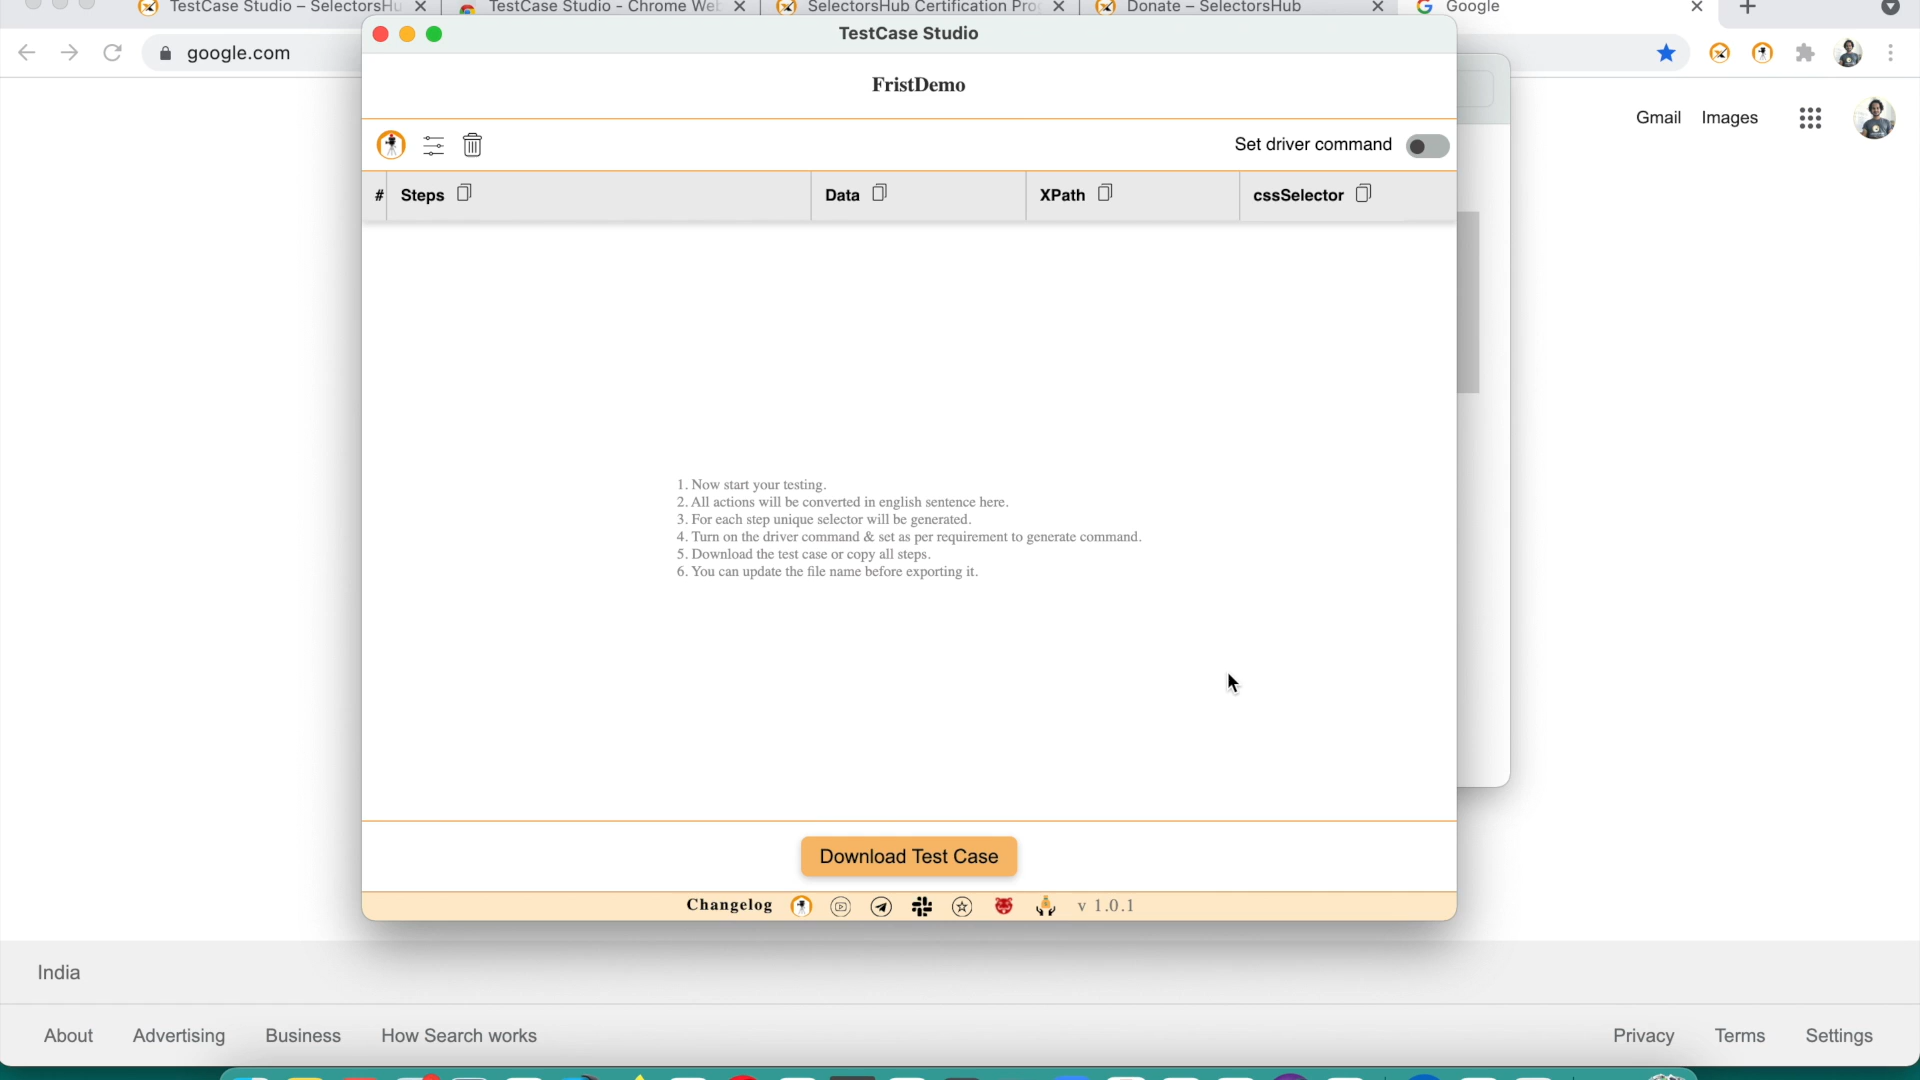 TestCase Studio – SelectorsHu
TestCase Studio - Chrome Web
SelectorsHub Certification Pro
Donate – SelectorsHub
Google
google.com
TestCase Studio
FristDemo
Gmail Images
Set driver command
# Steps Data XPath cssSelector
1. Now start your testing.
2. All actions will be converted in english sentence here.
3. For each step unique selector will be generated.
4. Turn on the driver command & set as per requirement to generate command.
5. Download the test case or copy all steps.
6. You can update the file name before exporting it.
Download Test Case
Changelog v 1.0.1
India
About Advertising Business How Search works Privacy Terms Settings